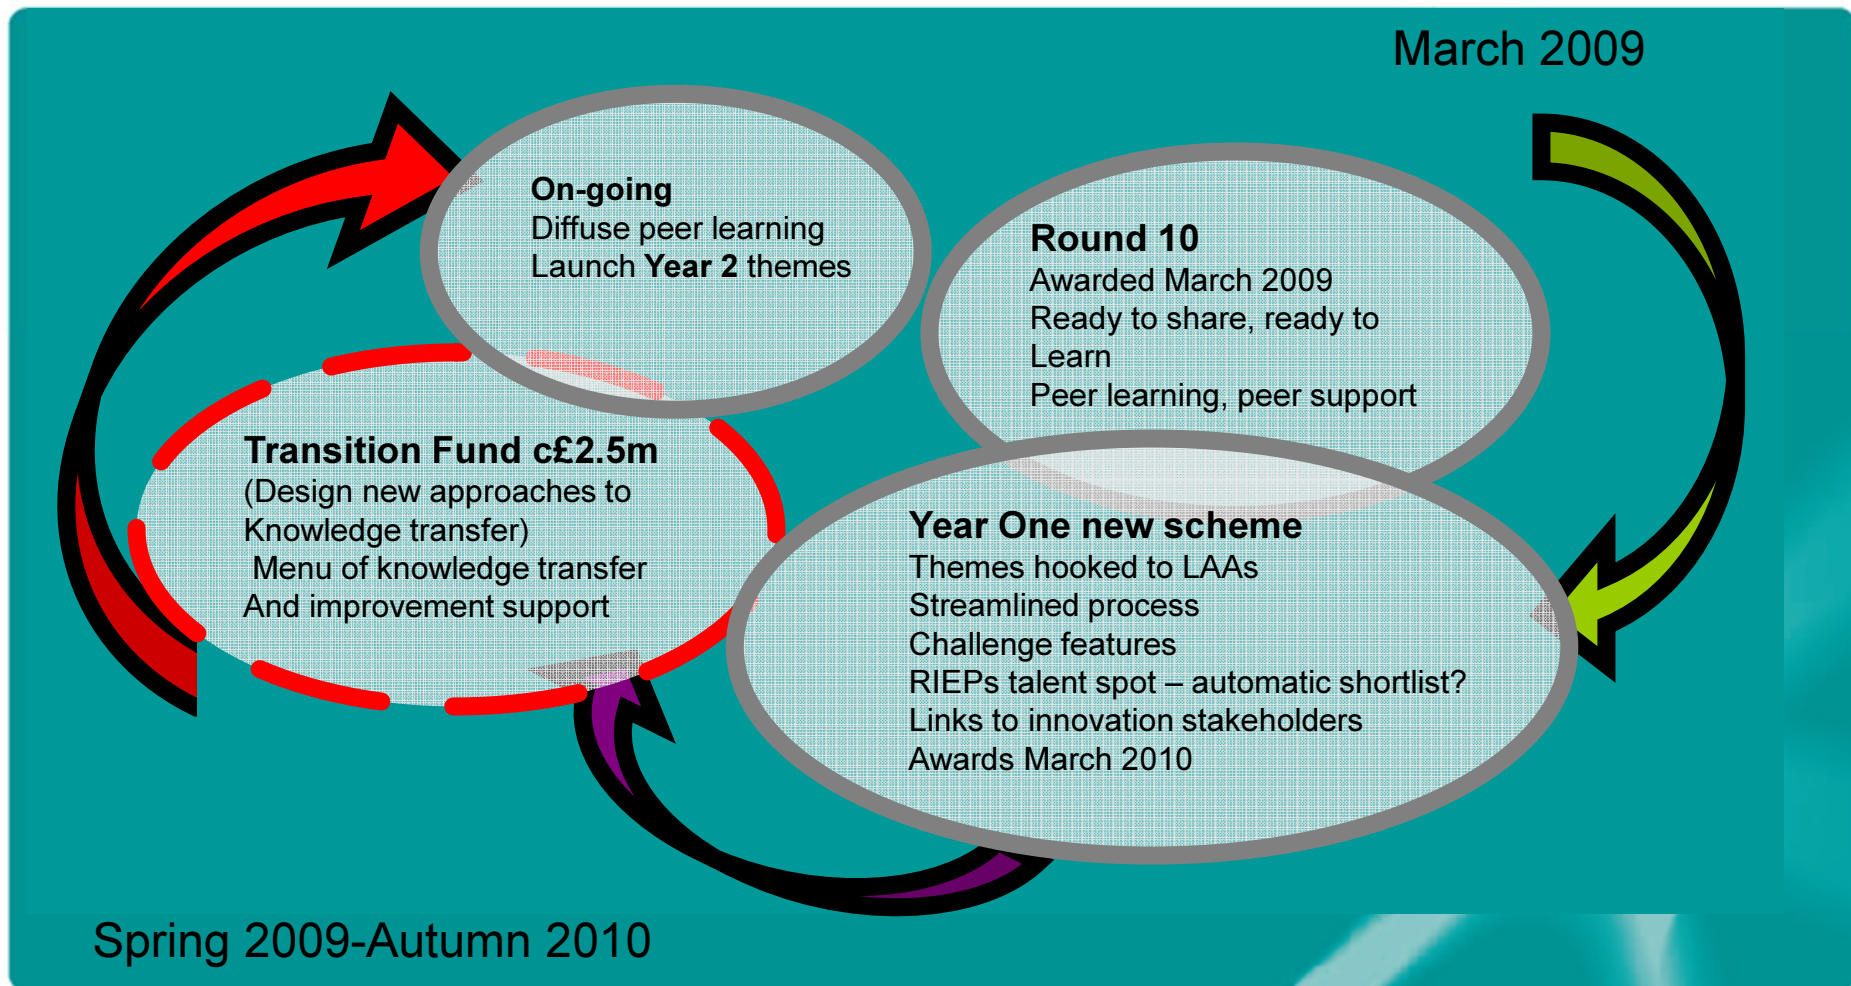 March 2009
On-going
Diffuse peer learning
Launch Year 2 themes
Round 10
Awarded March 2009
Ready to share, ready to
Learn
Peer learning, peer support
Transition Fund c£2.5m
(Design new approaches to
Knowledge transfer)
Menu of knowledge transfer
And improvement support
Year One new scheme
Themes hooked to LAAs
Streamlined process
Challenge features
RIEPs talent spot – automatic shortlist?
Links to innovation stakeholders
Awards March 2010
Spring 2009-Autumn 2010